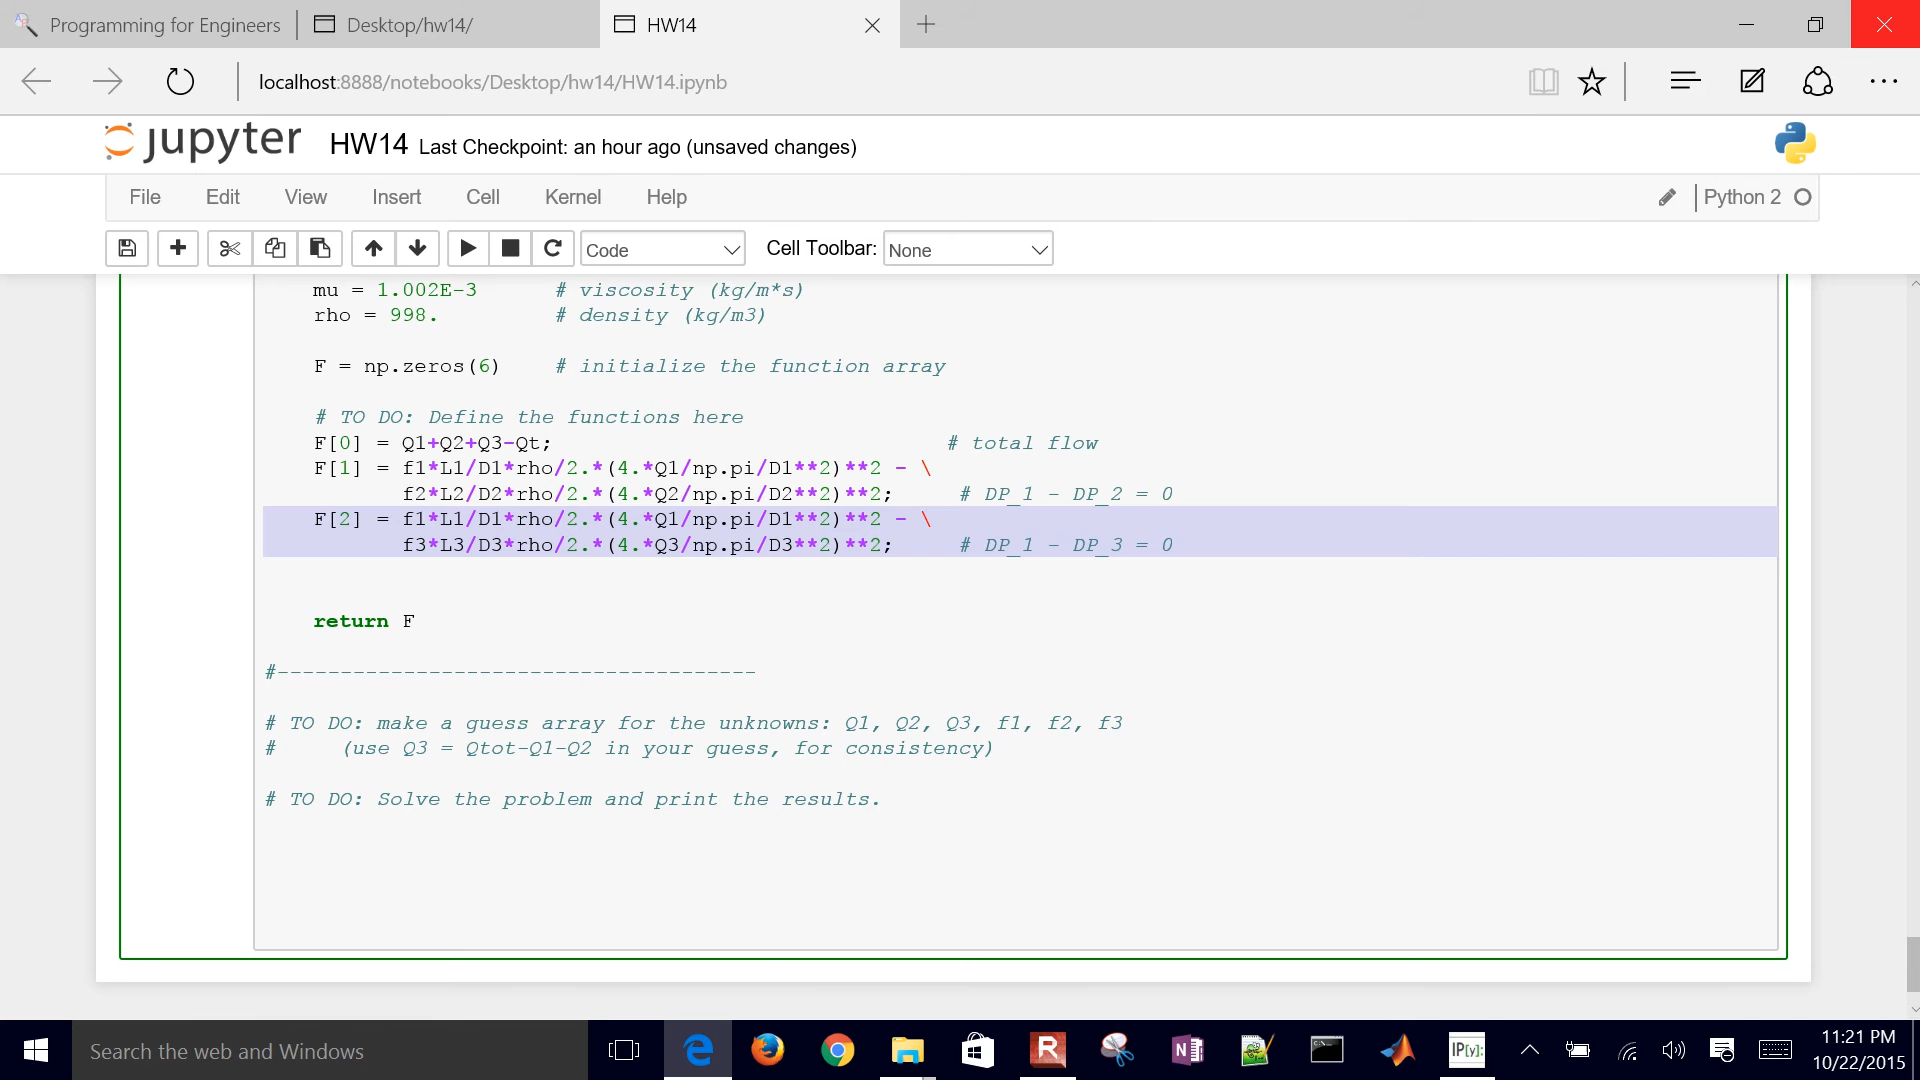 Programming for Engineers
Desktop/hw14/
HW14
localhost:8888/notebooks/Desktop/hw14/HW14.ipynb
jupyter HW14 Last Checkpoint: an hour ago (unsaved changes)
File Edit View Insert Cell Kernel Help Python 2
Code Cell Toolbar: None
mu = 1.002E-3 # viscosity (kg/m*s)
rho = 998. # density (kg/m3)
F = np.zeros(6) # initialize the function array
# TO DO: Define the functions here
F[0] = Q1+Q2+Q3-Qt; # total flow
F[1] = f1*L1/D1*rho/2.*(4.*Q1/np.pi/D1**2)**2 - \
f2*L2/D2*rho/2.*(4.*Q2/np.pi/D2**2)**2; # DP_1 - DP_2 = 0
F[2] = f1*L1/D1*rho/2.*(4.*Q1/np.pi/D1**2)**2 - \
f3*L3/D3*rho/2.*(4.*Q3/np.pi/D3**2)**2; # DP_1 - DP_3 = 0
return F
#--------------------------------------
# TO DO: make a guess array for the unknowns: Q1, Q2, Q3, f1, f2, f3
# (use Q3 = Qtot-Q1-Q2 in your guess, for consistency)
# TO DO: Solve the problem and print the results.
Search the web and Windows
R
N
IP[y]:
11:21 PM
10/22/2015